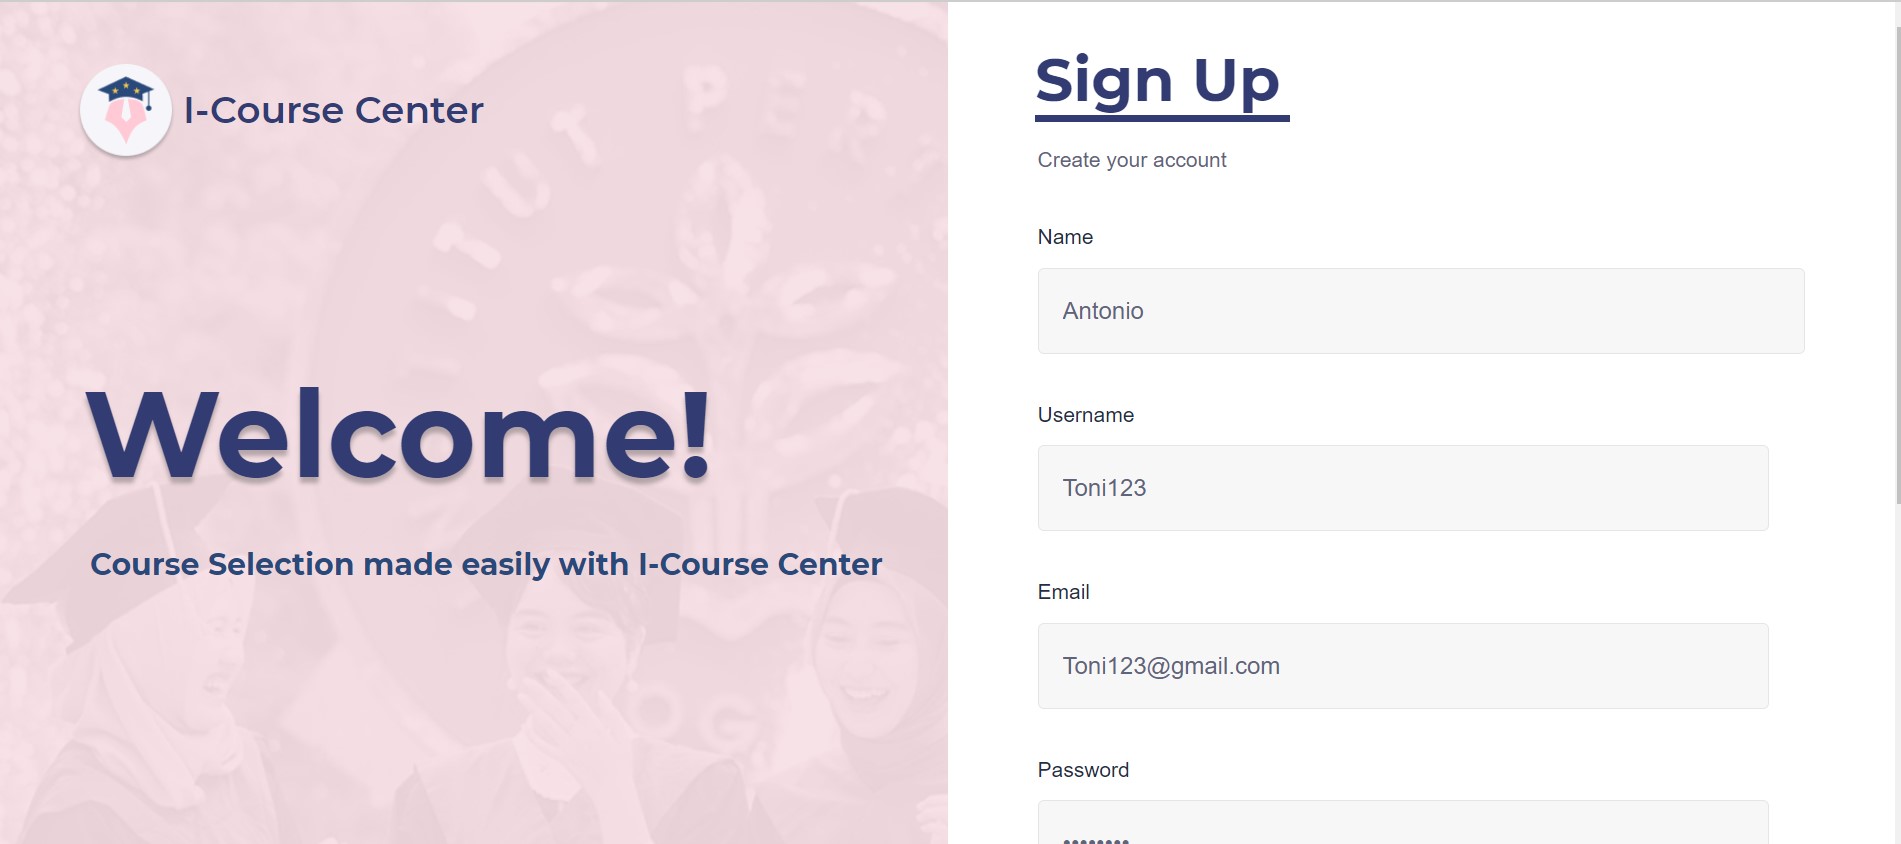 I-Course Center
Welcome!
Course Selection made easily with I-Course Center
Sign Up
Create your account
Name
Antonio
Username
Toni123
Email
Toni123@gmail.com
Password